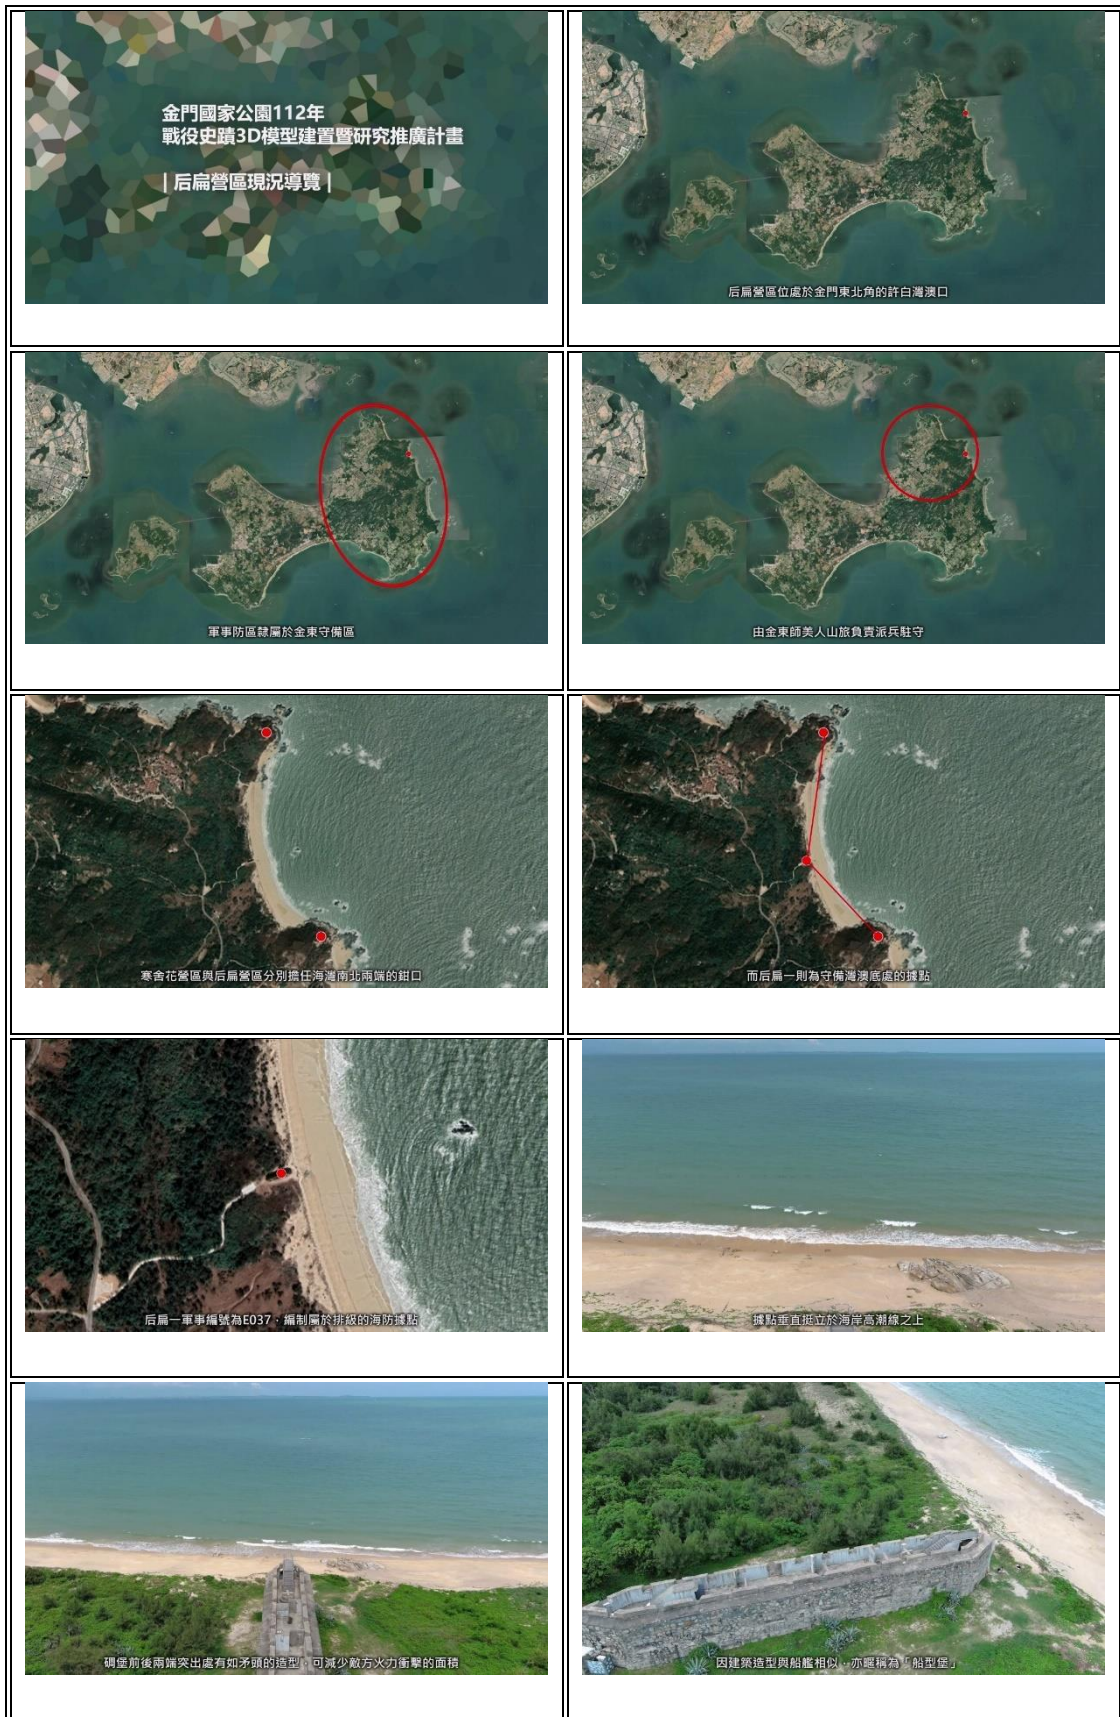 金門國家公園112年
戰役史蹟3D模型建置暨研究推廣計畫
| 后扁營區現況導覽 |
后扁營區位處於金門東北角的許白灣澳口
軍事防區隸屬於金東守備區
由金東師美人山旅負責派兵駐守
寒舍花營區與后扁營區分別擔任海灣南北兩端的鉗口
而后扁一則為守備灣澳底處的據點
后扁一軍事編號為E037，編制屬於排級的海防據點
據點垂直挺立於海岸高潮線之上
碉堡前後兩端突出處有如矛頭的造型，可減少敵方火力衝擊的面積
因建築造型與船艦相似，亦暱稱為「船型堡」